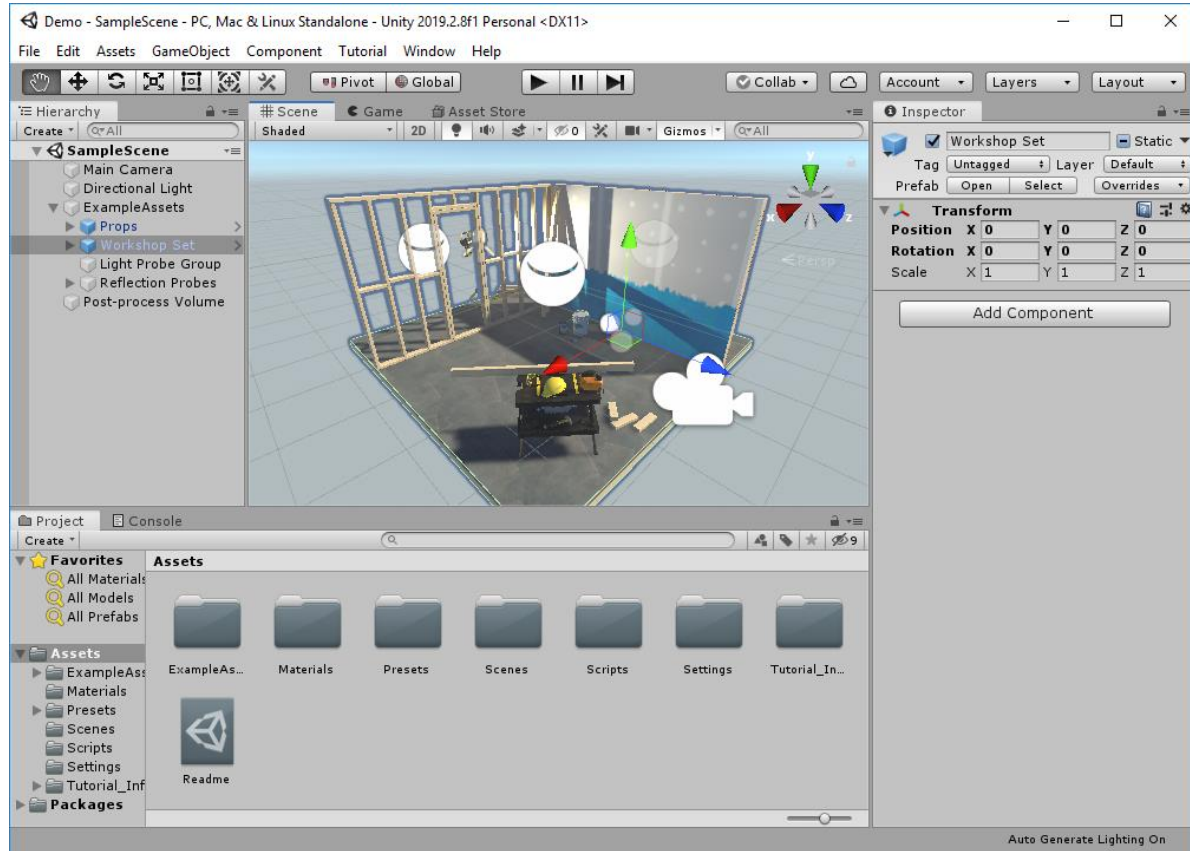 Demo - SampleScene - PC, Mac & Linux Standalone - Unity 2019.2.8f1 Personal <DX11>
File Edit Assets GameObject Component Tutorial Window Help
Pivot Global Collab Account Layers Layout
Hierarchy
Create All
SampleScene
Main Camera
Directional Light
ExampleAssets
Props
Workshop Set
Light Probe Group
Reflection Probes
Post-process Volume
Scene Game Asset Store
Shaded 2D 0 Gizmos All
y
x
z
Persp
Inspector
Workshop Set Static
Tag Untagged Layer Default
Prefab Open Select Overrides
Transform
Position X 0 Y 0 Z 0
Rotation X 0 Y 0 Z 0
Scale X 1 Y 1 Z 1
Add Component
Project Console
Create 9
Favorites
All Materials
All Models
All Prefabs
Assets
ExampleAss
Materials
Presets
Scenes
Scripts
Settings
Tutorial_Inf
Packages
Assets
ExampleAs... Materials Presets Scenes Scripts Settings Tutorial_In...
Readme
Auto Generate Lighting On